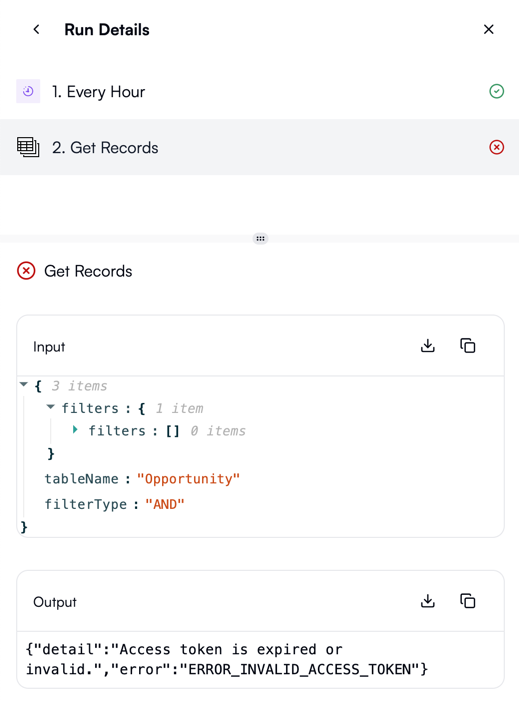 Run Details
1. Every Hour
2. Get Records
Get Records
Input
{ 3 items
filters : { 1 item
filters : [] 0 items
}
tableName : "Opportunity"
filterType : "AND"
}
Output
{"detail":"Access token is expired or
invalid.","error":"ERROR_INVALID_ACCESS_TOKEN"}